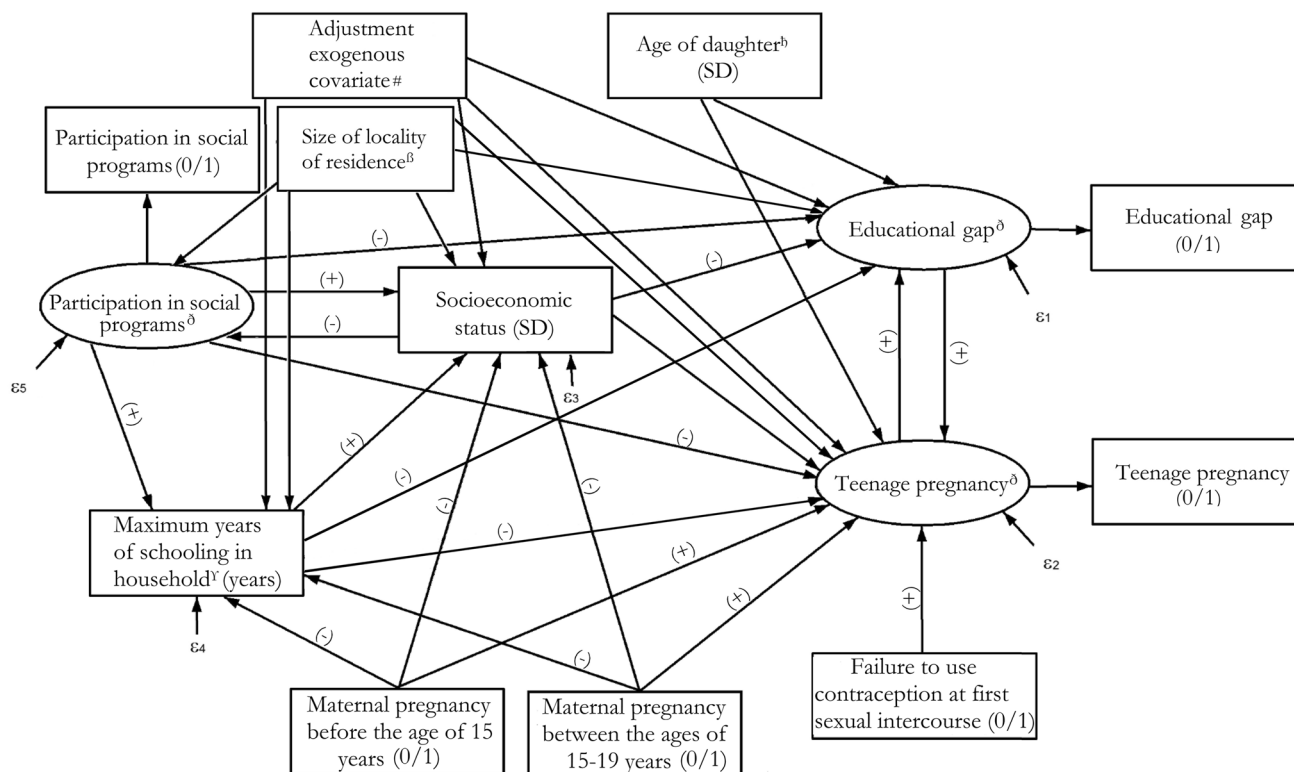 Adjustment
exogenous
covariate#
Age of daughterᶧ
(SD)
Participation in social
programs (0/1)
Size of locality
of residenceᵝ
Educational gapᵟ
Educational gap
(0/1)
ε1
(-)
(-)
(+)
Participation in social
programsᵟ
(-)
Socioeconomic
status (SD)
ε5
ε3
(+)
(+)
(+)
(+)
(-)
(-)
(-)
(-)
Teenage pregnancyᵟ
Teenage pregnancy
(0/1)
Maximum years
of schooling in
householdˠ (years)
(-)
(+)
(+)
(+)
ε2
ε4
(-)
(-)
Maternal pregnancy
before the age of 15
years (0/1)
Maternal pregnancy
between the ages of
15-19 years (0/1)
Failure to use
contraception at first
sexual intercourse (0/1)